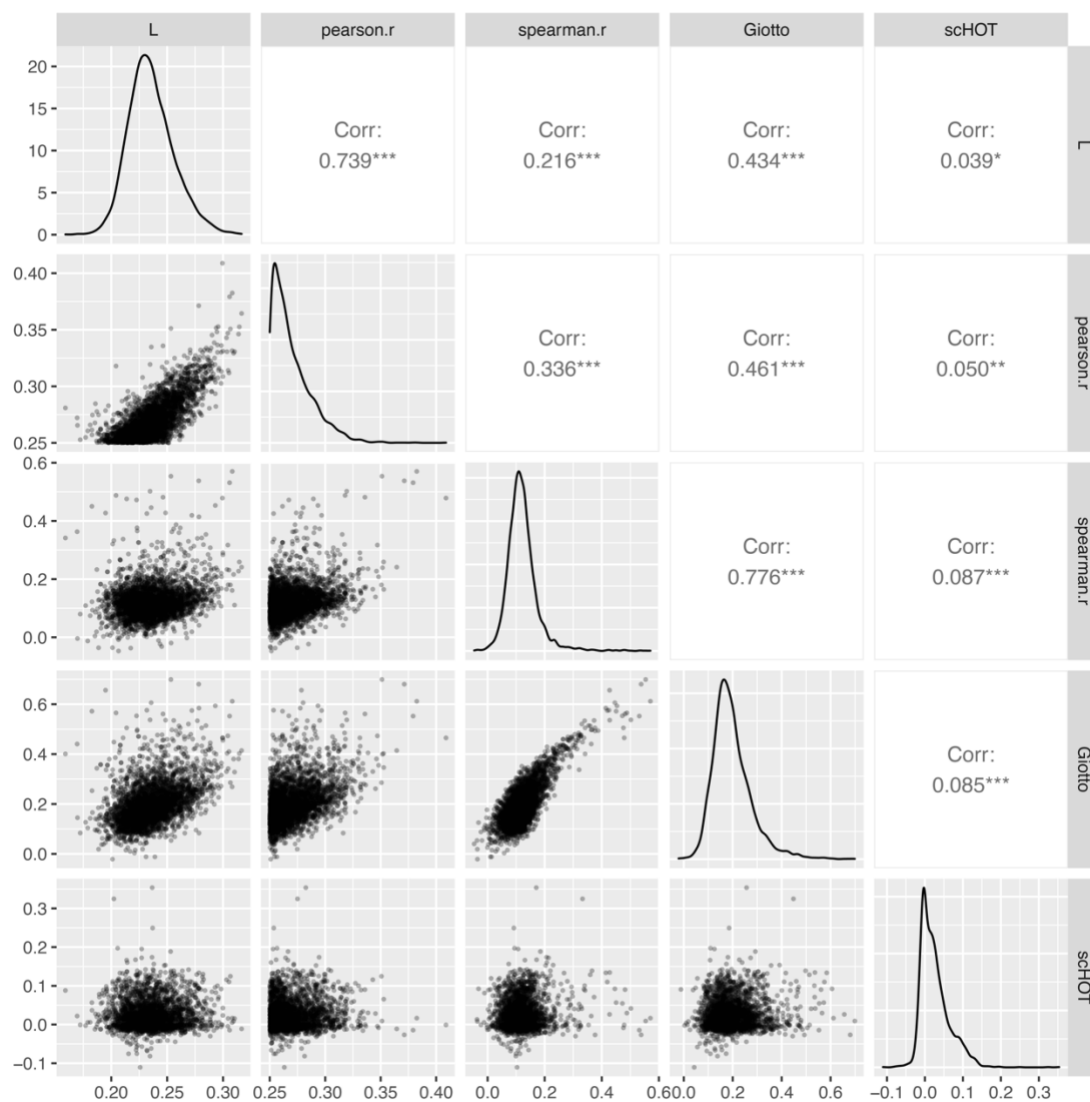 L pearson.r spearman.r Giotto scHOT
20
15
10
5
0
Corr:
0.739***
Corr:
0.216***
Corr:
0.434***
Corr:
0.039*
L
0.40
0.35
0.30
0.25
Corr:
0.336***
Corr:
0.461***
Corr:
0.050**
pearson.r
0.6
0.4
0.2
0.0
Corr:
0.776***
Corr:
0.087***
spearman.r
0.6
0.4
0.2
0.0
Corr:
0.085***
Giotto
0.3
0.2
0.1
0.0
−0.1
scHOT
0.20 0.25 0.30 0.25 0.30 0.35 0.40 0.0 0.2 0.4 0.6 0.0 0.2 0.4 0.6 −0.1 0.0 0.1 0.2 0.3